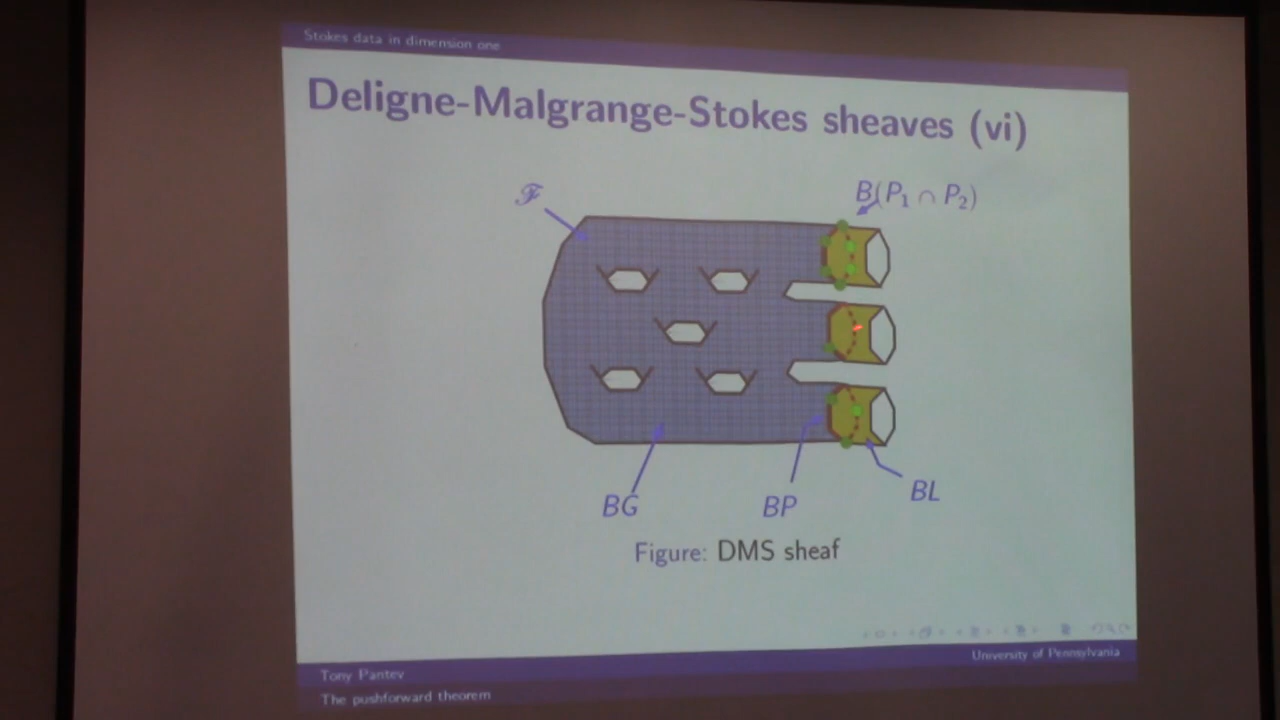 Stokes data in dimension one
Deligne-Malgrange-Stokes sheaves (vi)
ℱ
B(P₁ ∩ P₂)
BG
BP
BL
Figure: DMS sheaf
University of Pennsylvania
Tony Pantev
The pushforward theorem